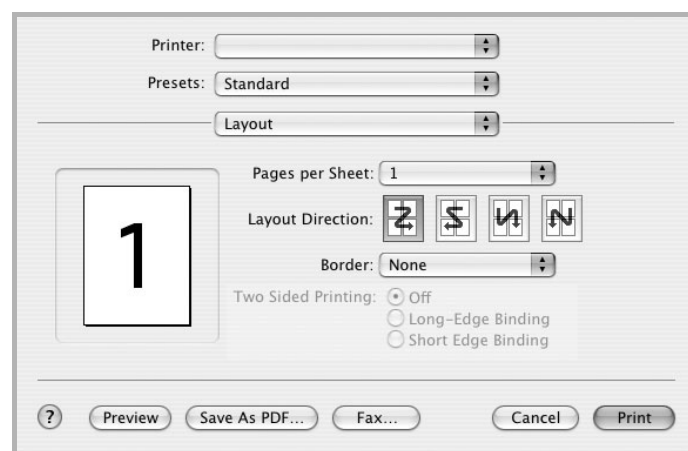 Printer:
Presets: Standard
Layout
Pages per Sheet: 1
Layout Direction:
1
Border: None
Two Sided Printing: Off
Long-Edge Binding
Short Edge Binding
? Preview Save As PDF... Fax... Cancel Print